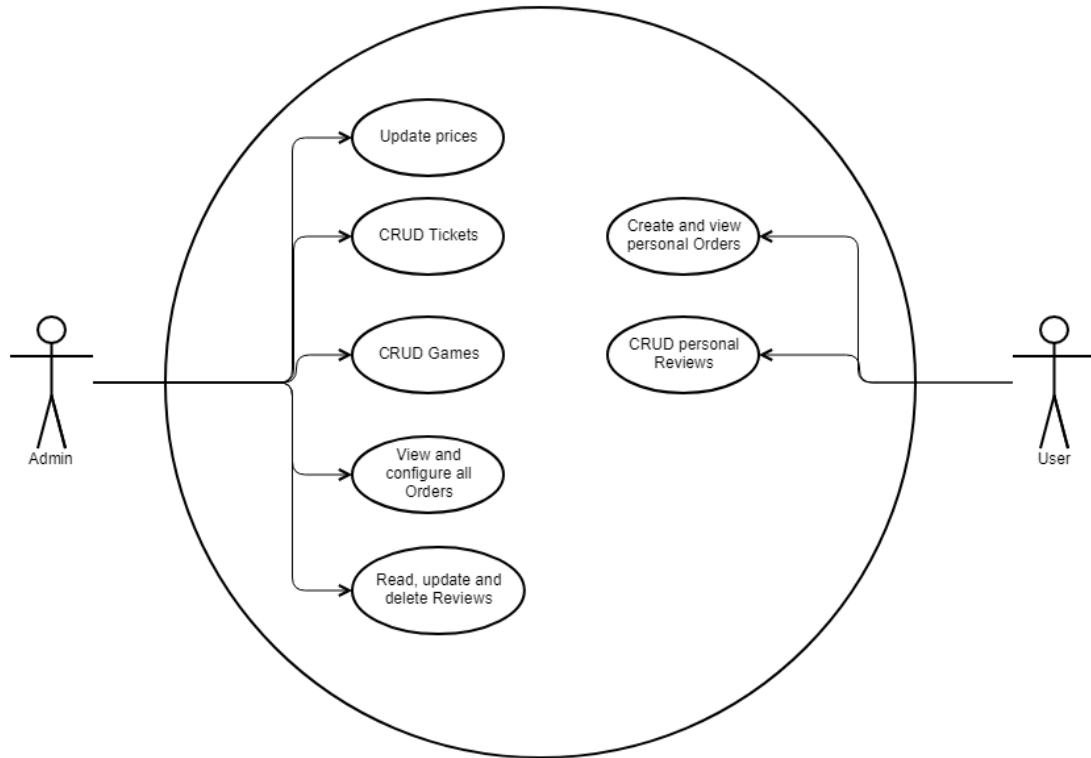 Update prices
CRUD Tickets
CRUD Games
View and
configure all
Orders
Read, update and
delete Reviews
Create and view
personal Orders
CRUD personal
Reviews
Admin
User